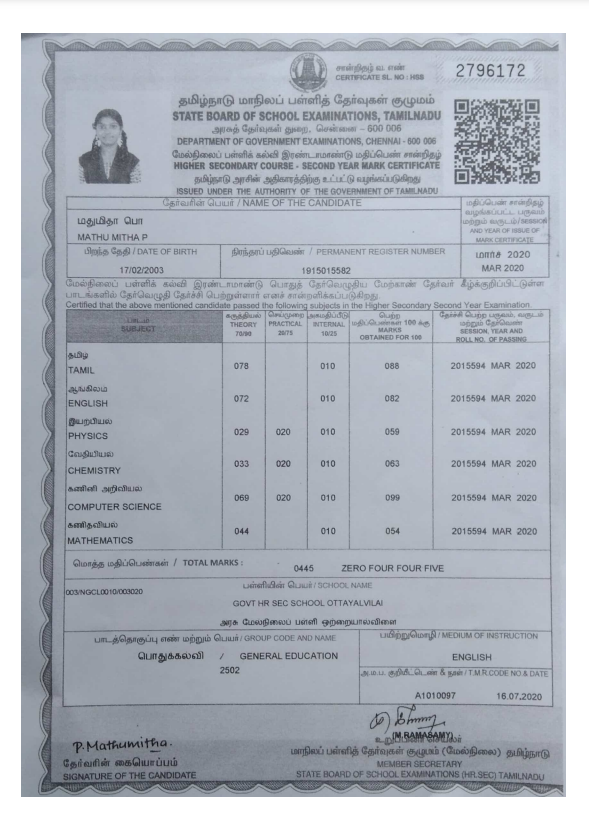 சான்றிதழ் வ. எண்
CERTIFICATE SL. NO : HSS
2796172
தமிழ்நாடு மாநிலப் பள்ளித் தேர்வுகள் குழுமம்
STATE BOARD OF SCHOOL EXAMINATIONS, TAMILNADU
அரசுத் தேர்வுகள் துறை, சென்னை - 600 006
DEPARTMENT OF GOVERNMENT EXAMINATIONS, CHENNAI - 600 006
மேல்நிலைப் பள்ளிக் கல்வி இரண்டாமாண்டு மதிப்பெண் சான்றிதழ்
HIGHER SECONDARY COURSE - SECOND YEAR MARK CERTIFICATE
தமிழ்நாடு அரசின் அதிகாரத்திற்கு உட்பட்டு வழங்கப்படுகிறது
ISSUED UNDER THE AUTHORITY OF THE GOVERNMENT OF TAMILNADU
தேர்வரின் பெயர் / NAME OF THE CANDIDATE
மதிப்பெண் சான்றிதழ் வழங்கப்பட்ட பருவம் மற்றும் வருடம் / SESSION AND YEAR OF ISSUE OF MARK CERTIFICATE
மதுமிதா பொ
MATHU MITHA P
பிறந்த தேதி / DATE OF BIRTH
நிரந்தரப் பதிவெண் / PERMANENT REGISTER NUMBER
மார்ச் 2020
17/02/2003
1915015582
MAR 2020
மேல்நிலைப் பள்ளிக் கல்வி இரண்டாமாண்டு பொதுத் தேர்வெழுதிய மேற்காண் தேர்வர் கீழ்க்குறிப்பிட்டுள்ள
பாடங்களில் தேர்வெழுதி தேர்ச்சி பெற்றுள்ளார் எனச் சான்றளிக்கப்படுகிறது.
Certified that the above mentioned candidate passed the following subjects in the Higher Secondary Second Year Examination.
பாடம்
SUBJECT
கருத்தியல்
THEORY
70/90
செய்முறை
PRACTICAL
20/75
அகமதிப்பீடு
INTERNAL
10/25
பெற்ற
மதிப்பெண்கள் 100 க்கு
MARKS
OBTAINED FOR 100
தேர்ச்சி பெற்ற பருவம், வருடம்
மற்றும் தேர்வெண்
SESSION, YEAR AND
ROLL NO. OF PASSING
தமிழ்
TAMIL 078 010 088 2015594 MAR 2020
ஆங்கிலம்
ENGLISH 072 010 082 2015594 MAR 2020
இயற்பியல்
PHYSICS 029 020 010 059 2015594 MAR 2020
வேதியியல்
CHEMISTRY 033 020 010 063 2015594 MAR 2020
கணினி அறிவியல்
COMPUTER SCIENCE 069 020 010 099 2015594 MAR 2020
கணிதவியல்
MATHEMATICS 044 010 054 2015594 MAR 2020
மொத்த மதிப்பெண்கள் / TOTAL MARKS : 0445 ZERO FOUR FOUR FIVE
பள்ளியின் பெயர் / SCHOOL NAME
003/NGCL0010/003020
GOVT HR SEC SCHOOL OTTAYALVILAI
அரசு மேல்நிலைப் பள்ளி ஒற்றையால்விளை
பாடத்தொகுப்பு எண் மற்றும் பெயர் / GROUP CODE AND NAME
பயிற்றுமொழி / MEDIUM OF INSTRUCTION
பொதுக்கல்வி / GENERAL EDUCATION
ENGLISH
2502
அ.ம.ப. குறியீட்டெண் & நாள் / T.M.R.CODE NO & DATE
A1010097 16.07.2020
P. Mathumitha.
(M.RAMASAMY)
உறுப்பினர் செயலர்
தேர்வரின் கையொப்பம்
மாநிலப் பள்ளித் தேர்வுகள் குழுமம் (மேல்நிலை) தமிழ்நாடு
MEMBER SECRETARY
SIGNATURE OF THE CANDIDATE
STATE BOARD OF SCHOOL EXAMINATIONS (HR.SEC) TAMILNADU